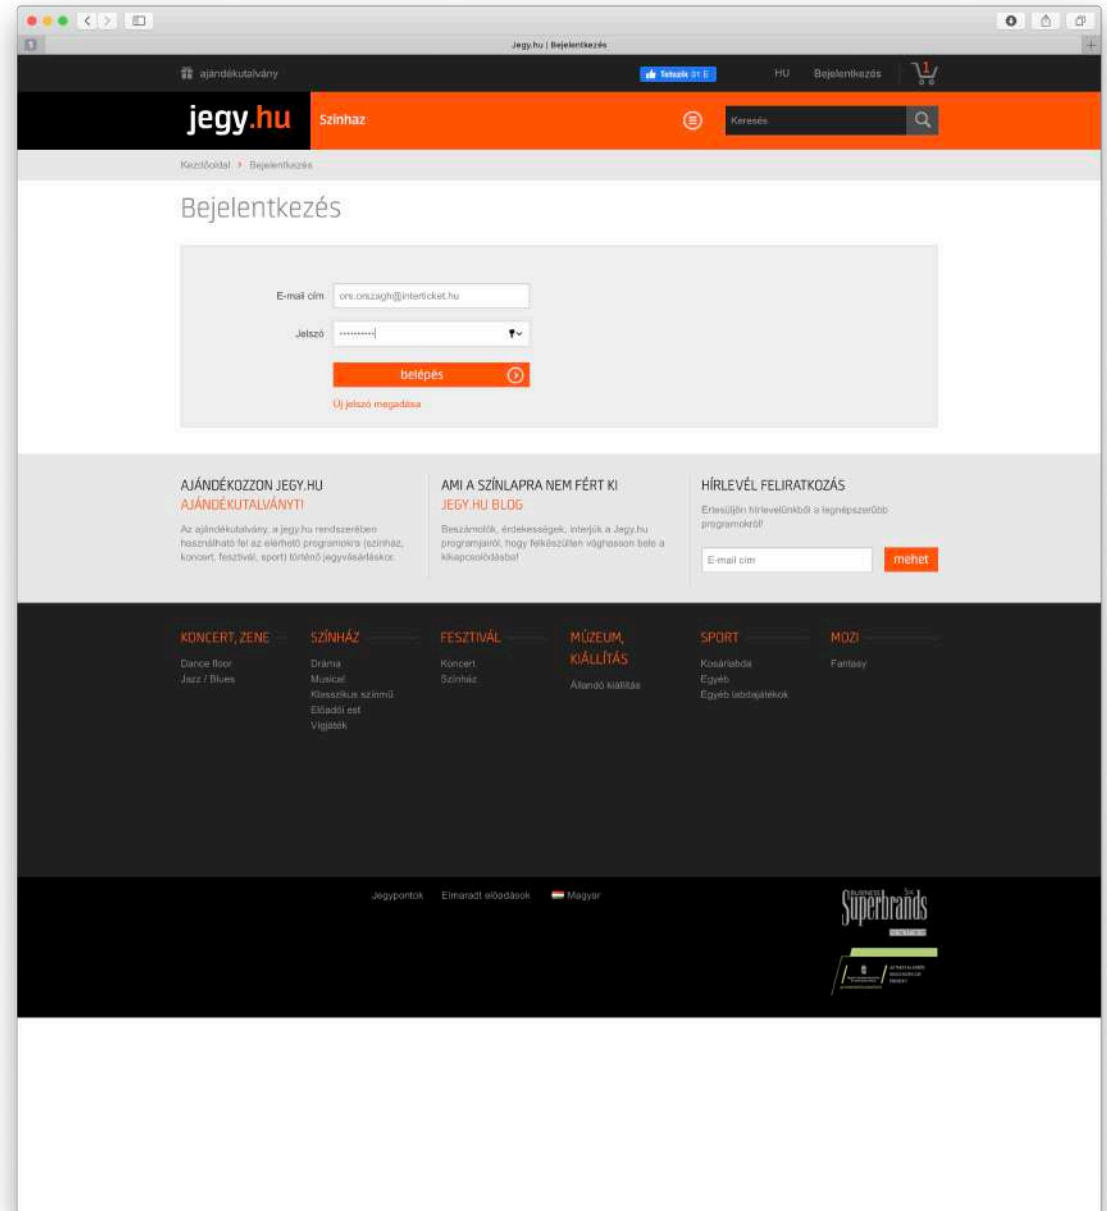 Jegy.hu | Bejelentkezés
ajándékutalvány
Tetszik 31 E
HU
Bejelentkezés
1
jegy.hu
Színhaz
Keresés
Kezdőoldal > Bejelentkezés
Bejelentkezés
E-mail cím
ors.orszagh@interticket.hu
Jelszó
••••••••••
belépés
Új jelszó megadása
AJÁNDÉKOZZON JEGY.HU
AJÁNDÉKUTALVÁNYT!
Az ajándékutalvány, a jegy.hu rendszerében
használható fel az elérhető programokra (színház,
koncert, fesztivál, sport) történő jegyvásárláskor.
AMI A SZÍNLAPRA NEM FÉRT KI
JEGY.HU BLOG
Beszámolók, érdekességek, interjúk a Jegy.hu
programjairól, hogy felkészülten vághasson bele a
kikapcsolódásba!
HÍRLEVÉL FELIRATKOZÁS
Értesüljön hírlevelünkből a legnépszerűbb
programokról!
E-mail cím
mehet
KONCERT, ZENE
Dance floor
Jazz / Blues
SZÍNHÁZ
Dráma
Musical
Klasszikus színmű
Előadói est
Vígjáték
FESZTIVÁL
Koncert
Színház
MÚZEUM,
KIÁLLÍTÁS
Állandó kiállítás
SPORT
Kosárlabda
Egyéb
Egyéb labdajátékok
MOZI
Fantasy
Jegypontok
Elmaradt előadások
Magyar
BUSINESS
Superbrands